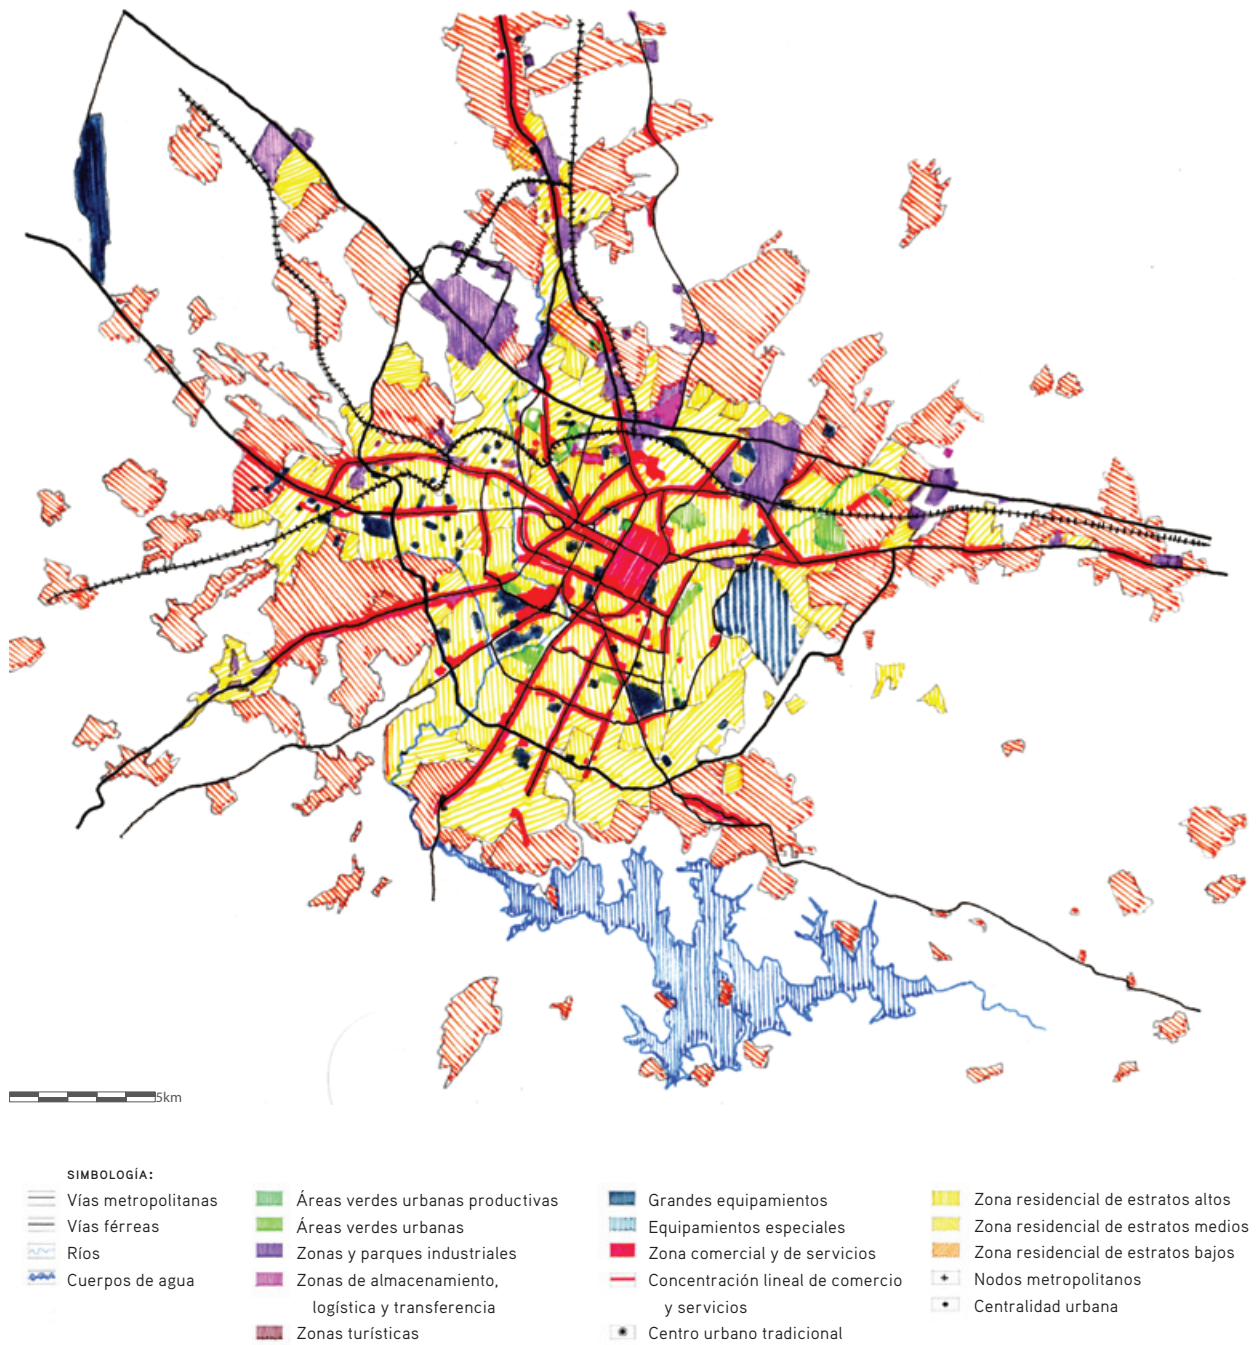 5km
SIMBOLOGÍA:
Vías metropolitanas
Vías férreas
Ríos
Cuerpos de agua
Áreas verdes urbanas productivas
Áreas verdes urbanas
Zonas y parques industriales
Zonas de almacenamiento,
logística y transferencia
Zonas turísticas
Grandes equipamientos
Equipamientos especiales
Zona comercial y de servicios
Concentración lineal de comercio
y servicios
Centro urbano tradicional
Zona residencial de estratos altos
Zona residencial de estratos medios
Zona residencial de estratos bajos
Nodos metropolitanos
Centralidad urbana